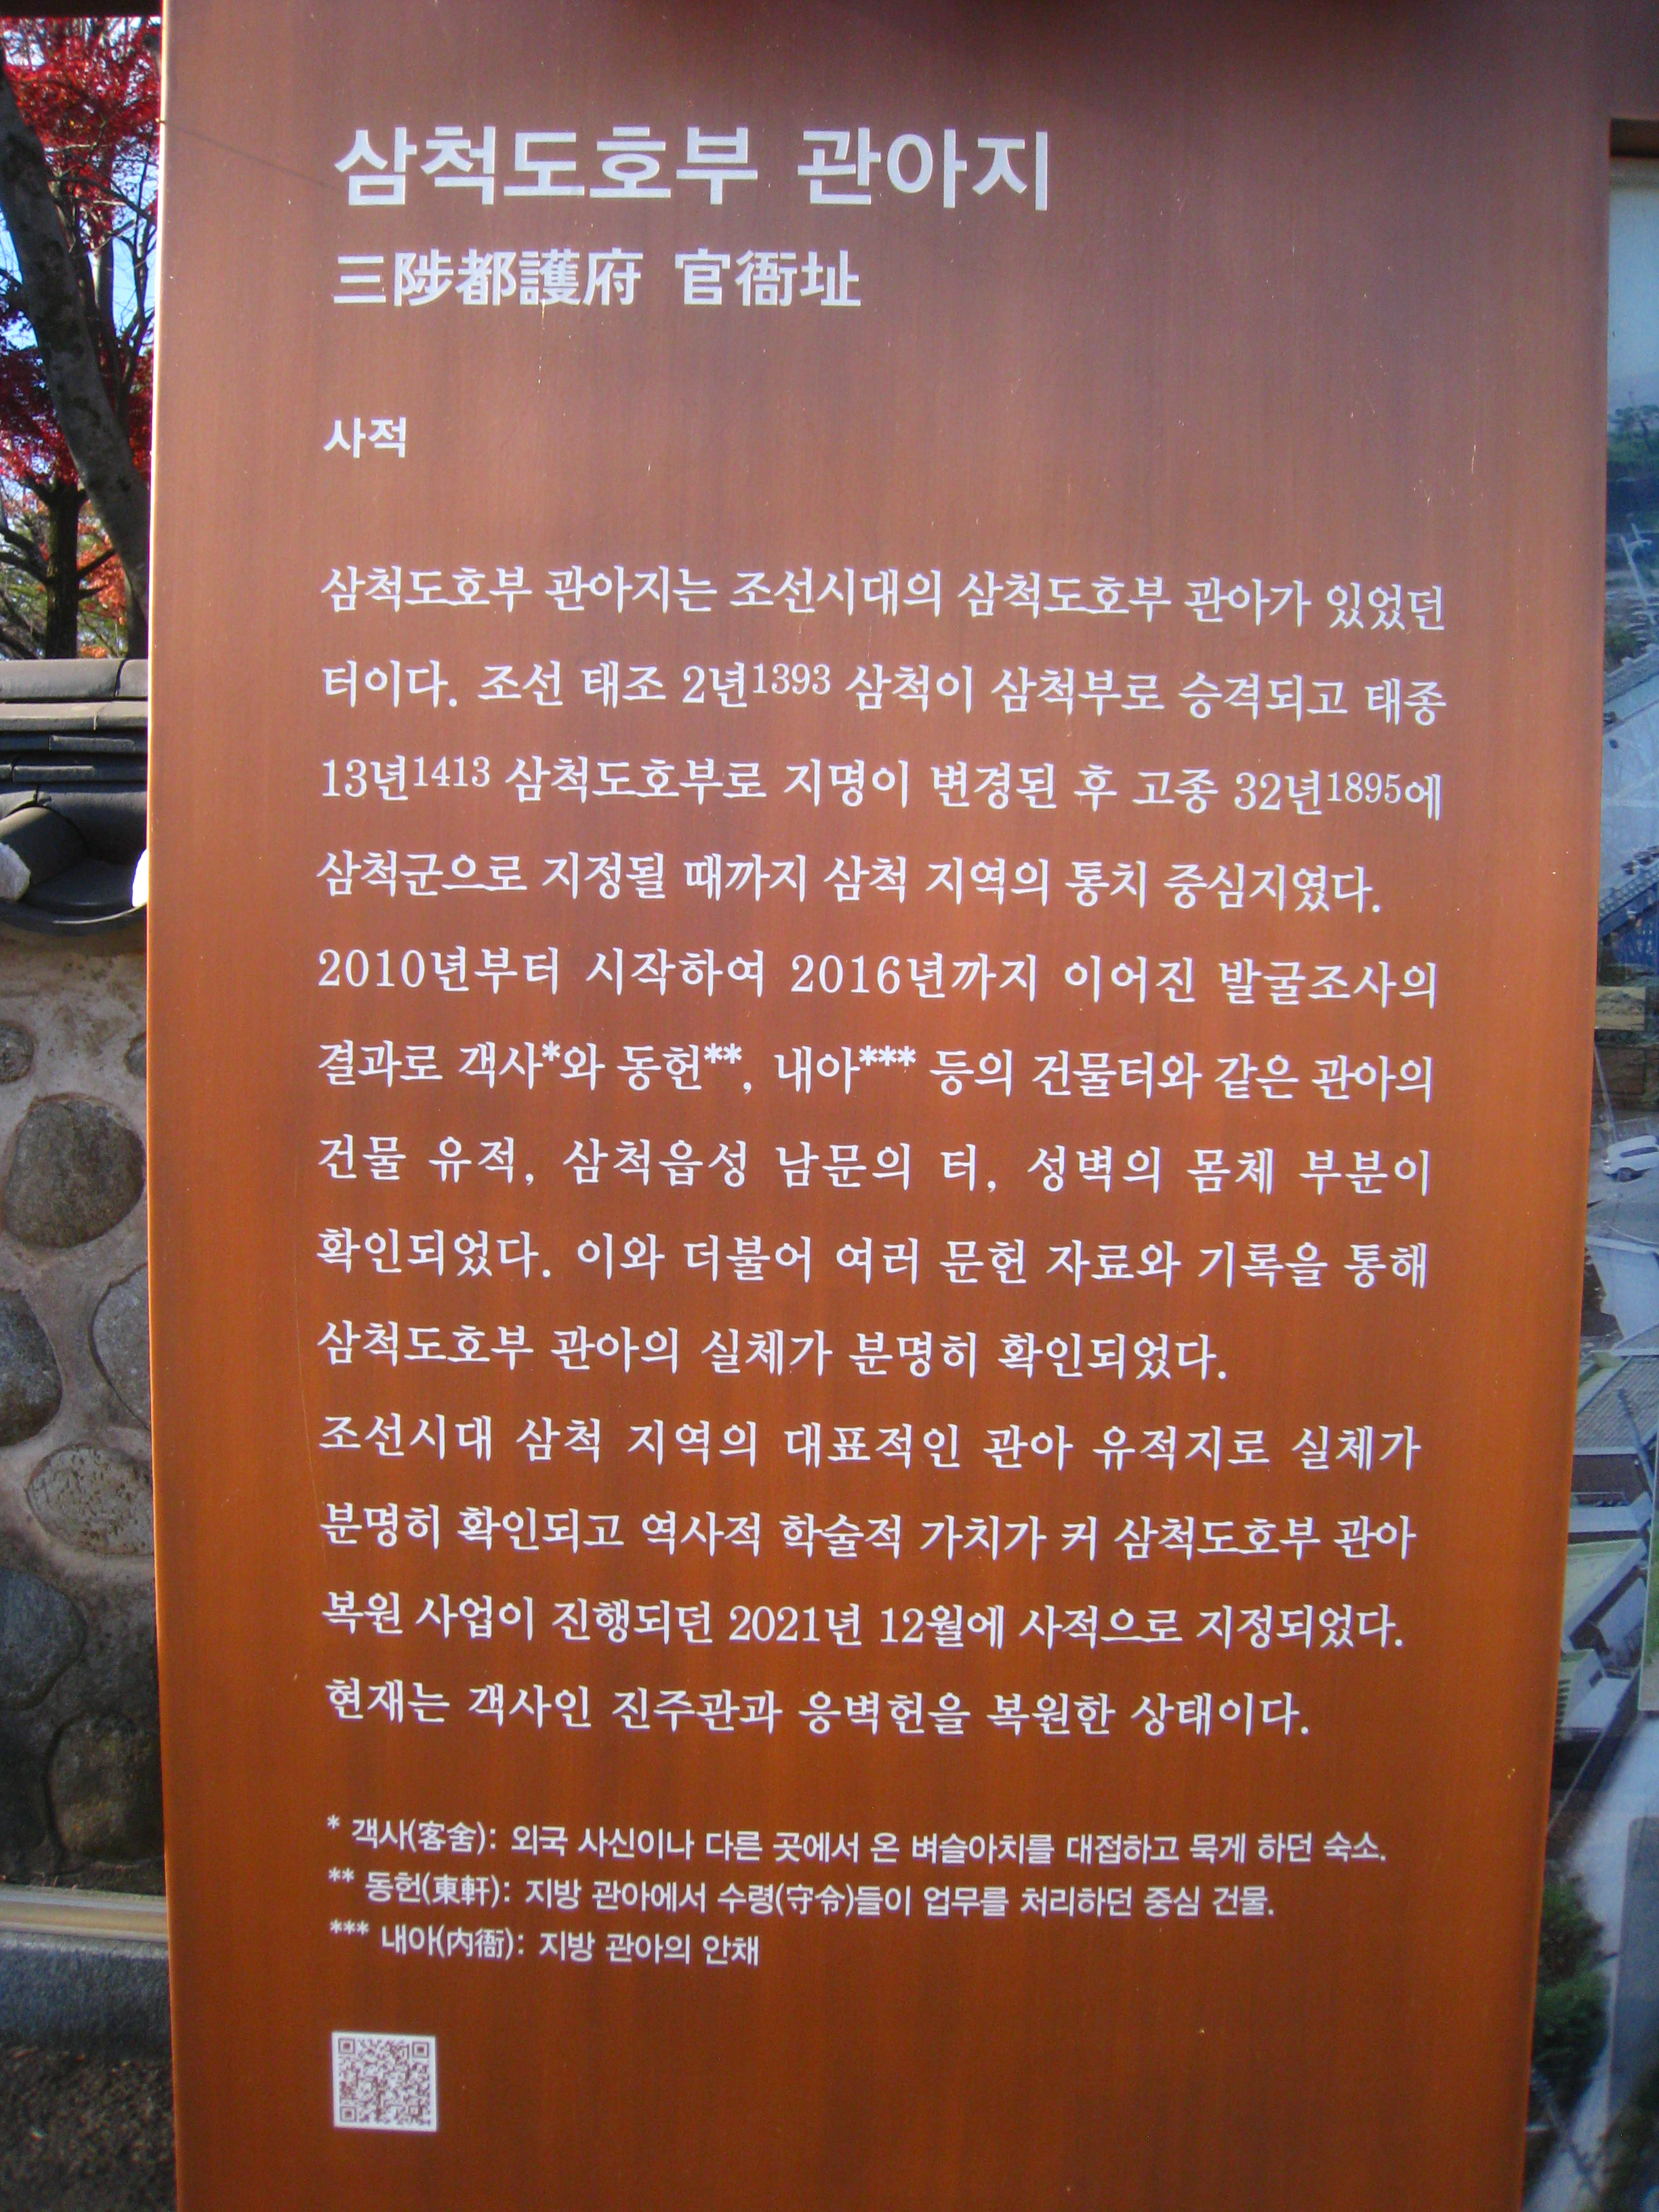 삼척도호부 관아지
三陟都護府 官衙址
사적
삼척도호부 관아지는 조선시대의 삼척도호부 관아가 있었던
터이다. 조선 태조 2년1393 삼척이 삼척부로 승격되고 태종
13년1413 삼척도호부로 지명이 변경된 후 고종 32년1895에
삼척군으로 지정될 때까지 삼척 지역의 통치 중심지였다.
2010년부터 시작하여 2016년까지 이어진 발굴조사의
결과로 객사*와 동헌**, 내아*** 등의 건물터와 같은 관아의
건물 유적, 삼척읍성 남문의 터, 성벽의 몸체 부분이
확인되었다. 이와 더불어 여러 문헌 자료와 기록을 통해
삼척도호부 관아의 실체가 분명히 확인되었다.
조선시대 삼척 지역의 대표적인 관아 유적지로 실체가
분명히 확인되고 역사적 학술적 가치가 커 삼척도호부 관아
복원 사업이 진행되던 2021년 12월에 사적으로 지정되었다.
현재는 객사인 진주관과 응벽헌을 복원한 상태이다.
* 객사(客舍): 외국 사신이나 다른 곳에서 온 벼슬아치를 대접하고 묵게 하던 숙소.
** 동헌(東軒): 지방 관아에서 수령(守令)들이 업무를 처리하던 중심 건물.
*** 내아(內衙): 지방 관아의 안채